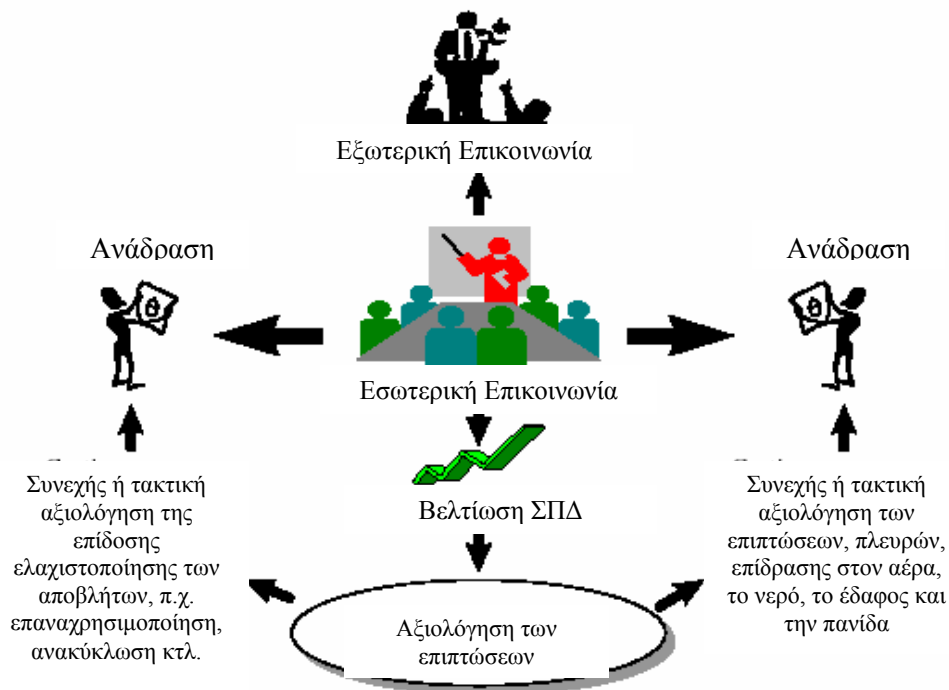 Εξωτερική Επικοινωνία
Ανάδραση
Ανάδραση
Εσωτερική Επικοινωνία
Συνεχής ή τακτική
αξιολόγηση της
επίδοσης
ελαχιστοποίησης των
αποβλήτων, π.χ.
επαναχρησιμοποίηση,
ανακύκλωση κτλ.
Βελτίωση ΣΠΔ
Συνεχής ή τακτική
αξιολόγηση των
επιπτώσεων, πλευρών,
επίδρασης στον αέρα,
το νερό, το έδαφος και
την πανίδα
Αξιολόγηση των
επιπτώσεων